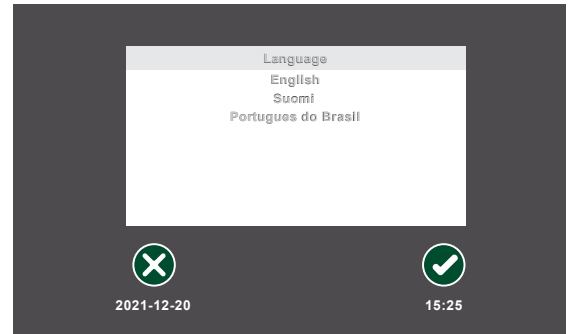 Language
English
Suomi
Portugues do Brasil
2021-12-20
15:25